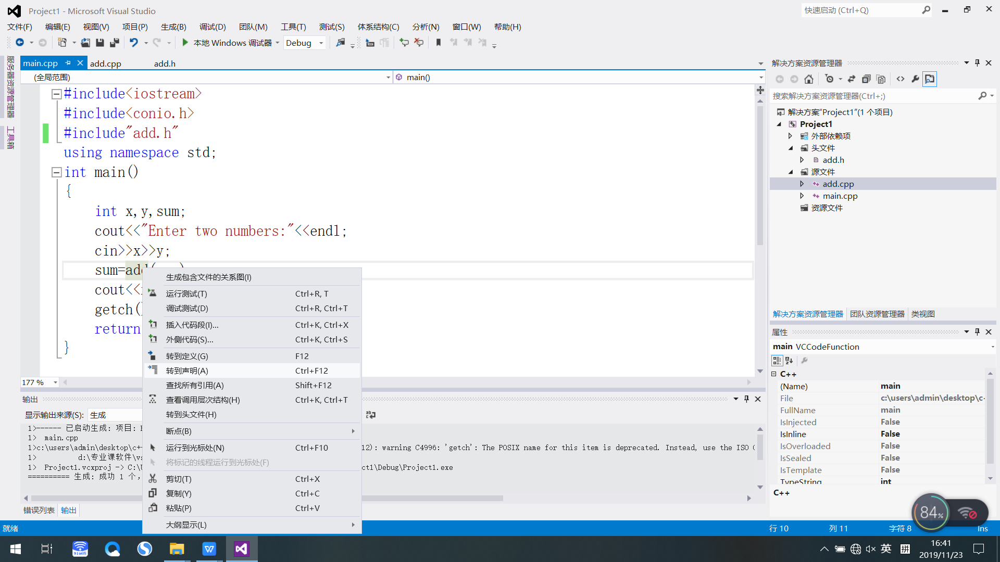 Project1 - Microsoft Visual Studio
快速启动 (Ctrl+Q)
文件(F) 编辑(E) 视图(V) 项目(P) 生成(B) 调试(D) 团队(M) 工具(T) 测试(S) 体系结构(C) 分析(N) 窗口(W) 帮助(H)
本地 Windows 调试器 Debug
服务器资源管理器
工具箱
main.cpp add.cpp add.h
(全局范围) main()
#include<iostream>
#include<conio.h>
#include"add.h"
using namespace std;
int main()
{
int x,y,sum;
cout<<"Enter two numbers:"<<endl;
cin>>x>>y;
sum=add(
cout<<
getch()
return
}
177 %
生成包含文件的关系图(I)
运行测试(T) Ctrl+R, T
调试测试(D) Ctrl+R, Ctrl+T
插入代码段(I)... Ctrl+K, Ctrl+X
外侧代码(S)... Ctrl+K, Ctrl+S
转到定义(G) F12
转到声明(A) Ctrl+F12
查找所有引用(A) Shift+F12
查看调用层次结构(H) Ctrl+K, Ctrl+T
转到头文件(H)
断点(B)
运行到光标处(N) Ctrl+F10
将标记的线程运行到光标处(F)
剪切(T) Ctrl+X
复制(Y) Ctrl+C
粘贴(P) Ctrl+V
大纲显示(L)
输出
显示输出来源(S): 生成
1>------ 已启动生成: 项目:
1> main.cpp
1>c:\users\admin\desktop\c+ 12): warning C4996: 'getch': The POSIX name for this item is deprecated. Instead, use the ISO
1> d:\专业课软件\vs
1> Project1.vcxproj -> C:\U ct1\Debug\Project1.exe
========== 生成: 成功 1 个,
错误列表 输出
解决方案资源管理器
搜索解决方案资源管理器(Ctrl+;)
解决方案"Project1"(1 个项目)
Project1
外部依赖项
头文件
add.h
源文件
add.cpp
main.cpp
资源文件
解决方案资源管理器 团队资源管理器 类视图
属性
main VCCodeFunction
C++
(Name) main
File c:\users\admin\desktop\c-
FullName main
IsInjected False
IsInline False
IsOverloaded False
IsSealed False
IsTemplate False
TypeString int
C++
84%
就绪 行 10 列 11 字符 8 Ins
91wifi
英 拼
16:41
2019/11/23